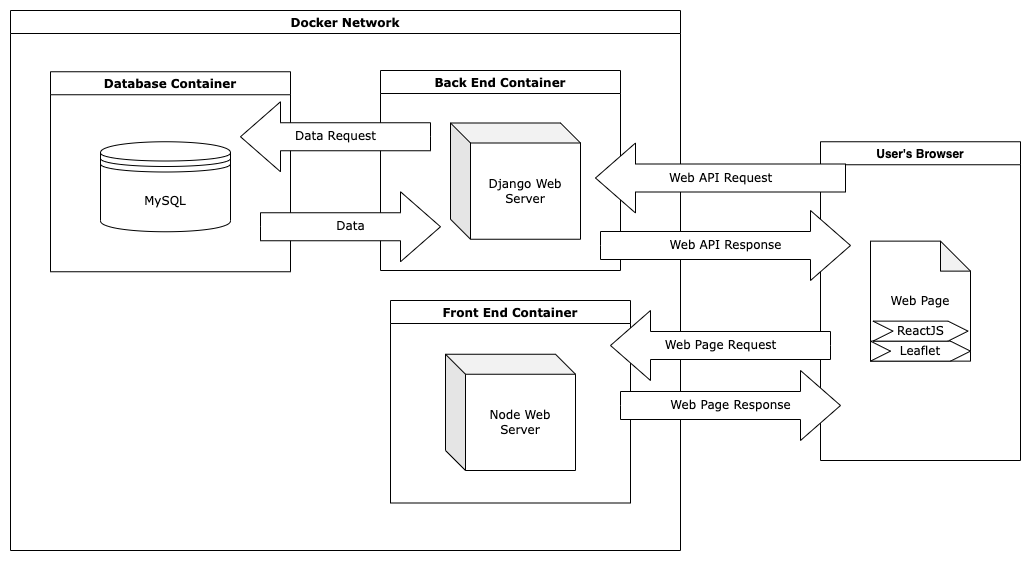 Docker Network
Database Container
Back End Container
Data Request
User's Browser
Django Web
Server
Web API Request
MySQL
Data
Web API Response
Web Page
Front End Container
ReactJS
Web Page Request
Leaflet
Web Page Response
Node Web
Server